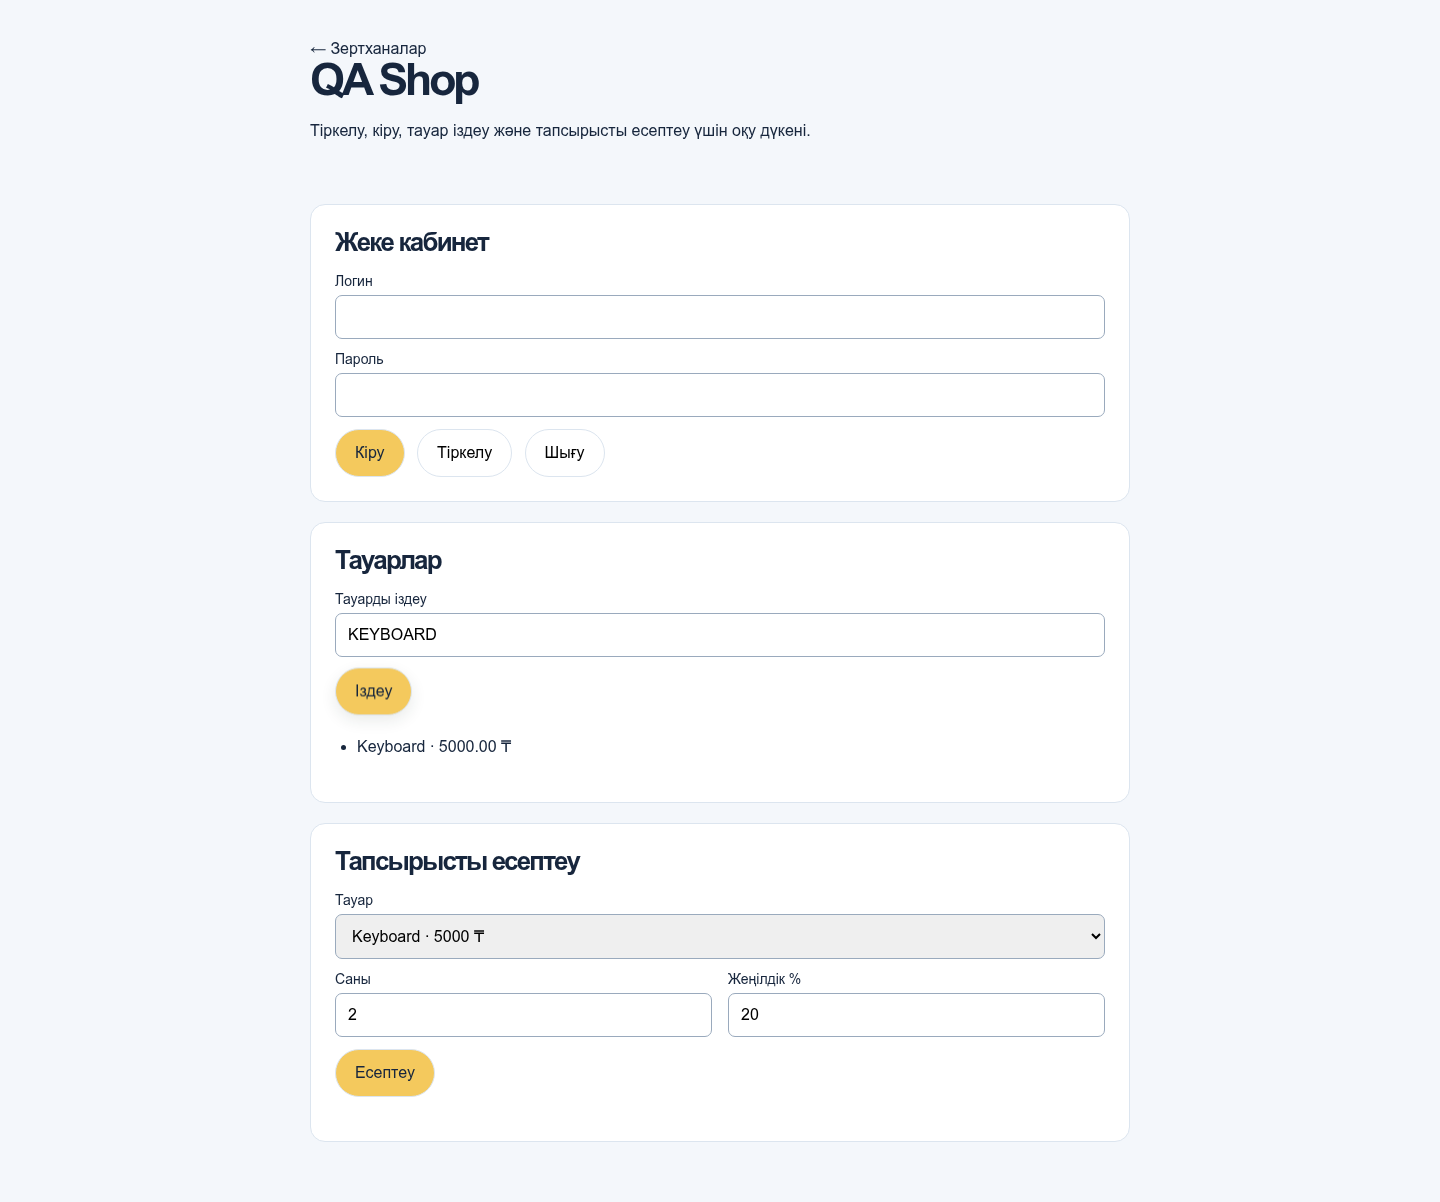 ← Зертханалар
QA Shop
Тіркелу, кіру, тауар іздеу және тапсырысты есептеу үшін оқу дүкені.
Жеке кабинет
Логин
Пароль
Кіру Тіркелу Шығу
Тауарлар
Тауарды іздеу
KEYBOARD
Іздеу
• Keyboard · 5000.00 ₸
Тапсырысты есептеу
Тауар
Keyboard · 5000 ₸
Саны Жеңілдік %
2 20
Есептеу